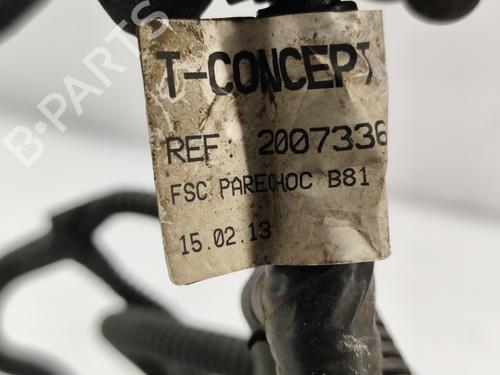 B-PARTS
T-CONCEPT
REF 2007336
FSC PARECHOC B81
15.02.13